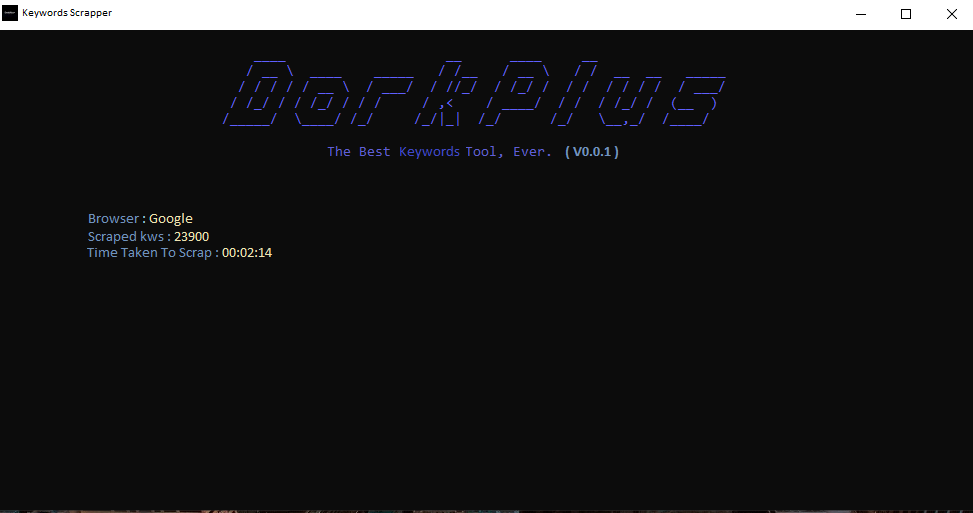 Keywords Scrapper
DorkPlus
The Best Keywords Tool, Ever. ( V0.0.1 )
Browser : Google
Scraped kws : 23900
Time Taken To Scrap : 00:02:14